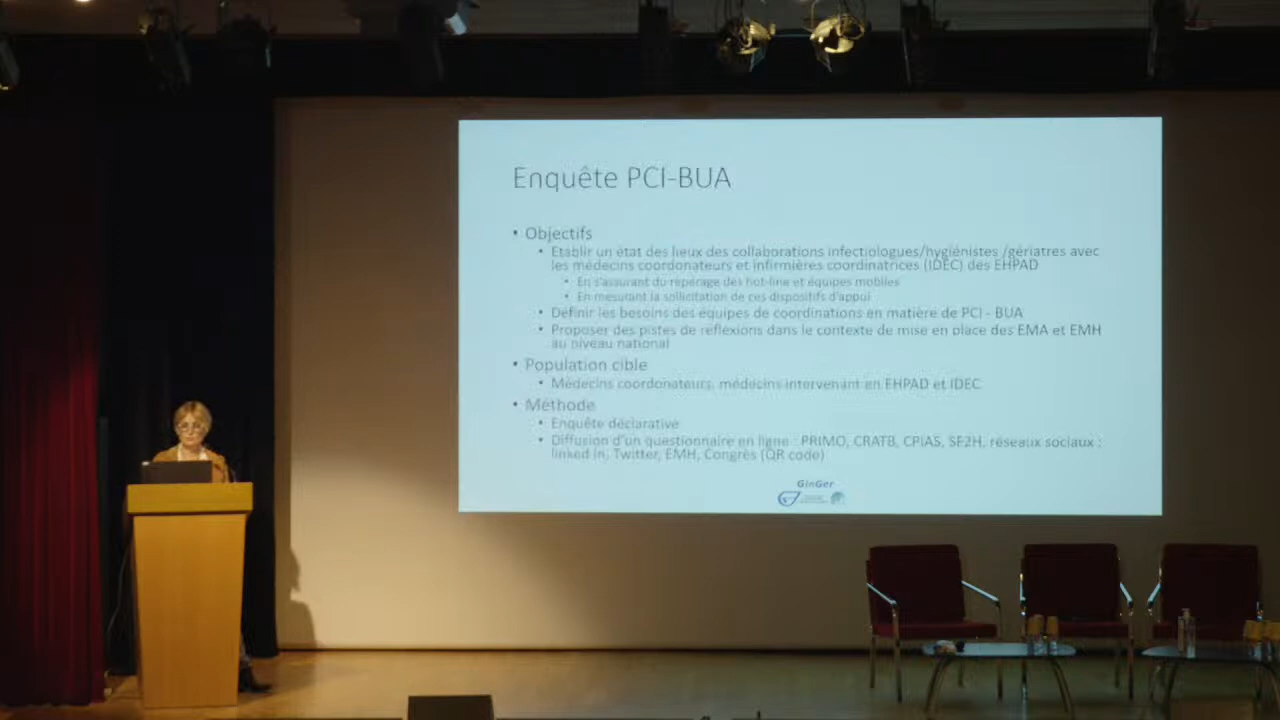 Enquête PCI-BUA
• Objectifs
• Etablir un état des lieux des collaborations infectiologues/hygiénistes /gériatres avec
les médecins coordonateurs et infirmières coordinatrices (IDEC) des EHPAD
• En s'assurant du repérage des hot-line et équipes mobiles
• En mesurant la sollicitation de ces dispositifs d'appui
• Définir les besoins des équipes de coordinations en matière de PCI - BUA
• Proposer des pistes de réflexions dans le contexte de mise en place des EMA et EMH
au niveau national
• Population cible
• Médecins coordonateurs, médecins intervenant en EHPAD et IDEC
• Méthode
• Enquête déclarative
• Diffusion d'un questionnaire en ligne : PRIMO, CRATB, CPIAS, SF2H, réseaux sociaux :
linked in, Twitter, EMH, Congrès (QR code)
GinGer